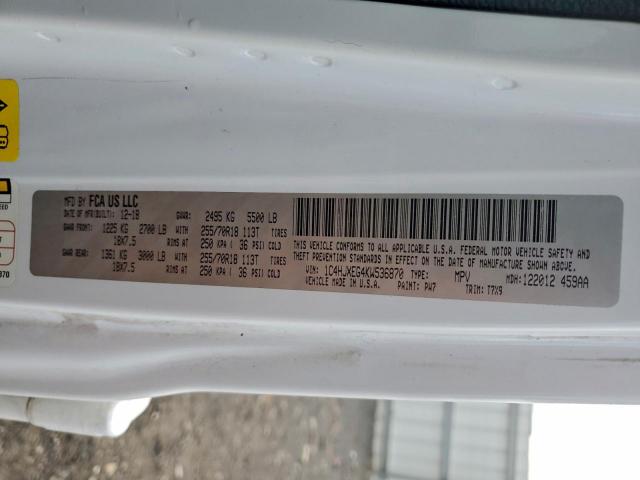 MFD BY FCA US LLC
DATE OF MFR(BUILT): 12-18 GVWR: 2495 KG 5500 LB
GAWR FRONT: 1225 KG 2700 LB 255/70R18 113T TIRES
18X7.5 RIMS AT 250 KPA ( 36 PSI) COLD
GAWR REAR: 1361 KG 3000 LB 255/70R18 113T TIRES
18X7.5 RIMS AT 250 KPA ( 36 PSI) COLD
THIS VEHICLE CONFORMS TO ALL APPLICABLE U.S.A. FEDERAL MOTOR VEHICLE SAFETY AND
THEFT PREVENTION STANDARDS IN EFFECT ON THE DATE OF MANUFACTURE SHOWN ABOVE.
VIN: 1C4HJXEG4KW536870 TYPE: MPV MDH: 122012 459AA
VEHICLE MADE IN U.S.A. PAINT: PW7 TRIM: T7X9